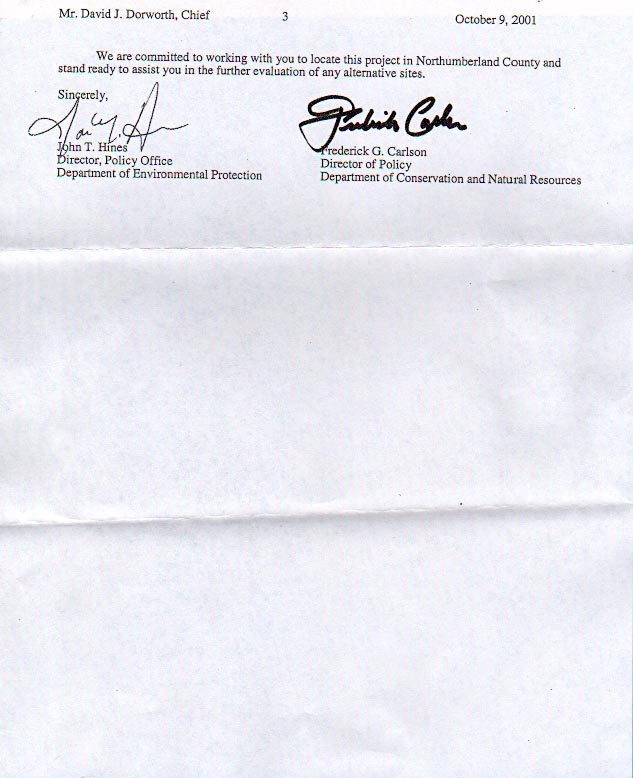 Mr. David J. Dorworth, Chief 3 October 9, 2001
We are committed to working with you to locate this project in Northumberland County and
stand ready to assist you in the further evaluation of any alternative sites.
Sincerely,
John T. Hines
Director, Policy Office
Department of Environmental Protection
Frederick Carlson
Frederick G. Carlson
Director of Policy
Department of Conservation and Natural Resources